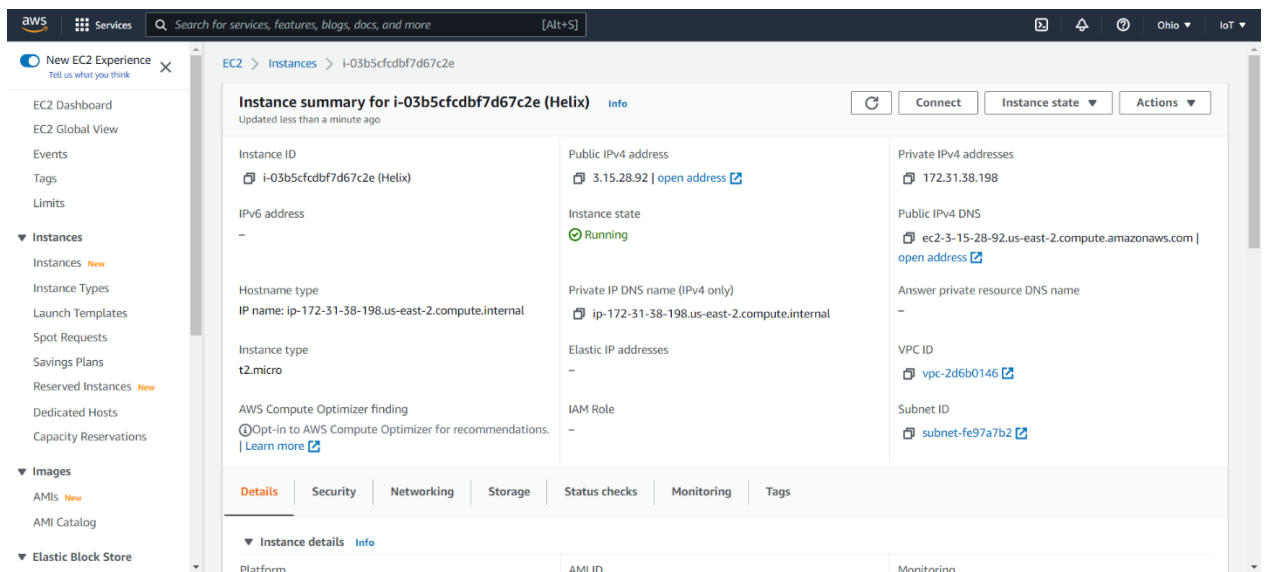 aws
Services
Search for services, features, blogs, docs, and more [Alt+S]
Ohio ▼
IoT ▼
New EC2 Experience
Tell us what you think
EC2 Dashboard
EC2 Global View
Events
Tags
Limits
▼ Instances
Instances New
Instance Types
Launch Templates
Spot Requests
Savings Plans
Reserved Instances New
Dedicated Hosts
Capacity Reservations
▼ Images
AMIs New
AMI Catalog
▼ Elastic Block Store
EC2 > Instances > i-03b5cfcdbf7d67c2e
Instance summary for i-03b5cfcdbf7d67c2e (Helix) Info
Updated less than a minute ago
Connect
Instance state ▼
Actions ▼
Instance ID
i-03b5cfcdbf7d67c2e (Helix)
Public IPv4 address
3.15.28.92 | open address
Private IPv4 addresses
172.31.38.198
IPv6 address
–
Instance state
Running
Public IPv4 DNS
ec2-3-15-28-92.us-east-2.compute.amazonaws.com |
open address
Hostname type
IP name: ip-172-31-38-198.us-east-2.compute.internal
Private IP DNS name (IPv4 only)
ip-172-31-38-198.us-east-2.compute.internal
Answer private resource DNS name
–
Instance type
t2.micro
Elastic IP addresses
–
VPC ID
vpc-2d6b0146
AWS Compute Optimizer finding
Opt-in to AWS Compute Optimizer for recommendations.
| Learn more
IAM Role
–
Subnet ID
subnet-fe97a7b2
Details
Security
Networking
Storage
Status checks
Monitoring
Tags
▼ Instance details Info
Platform
AMI ID
Monitoring